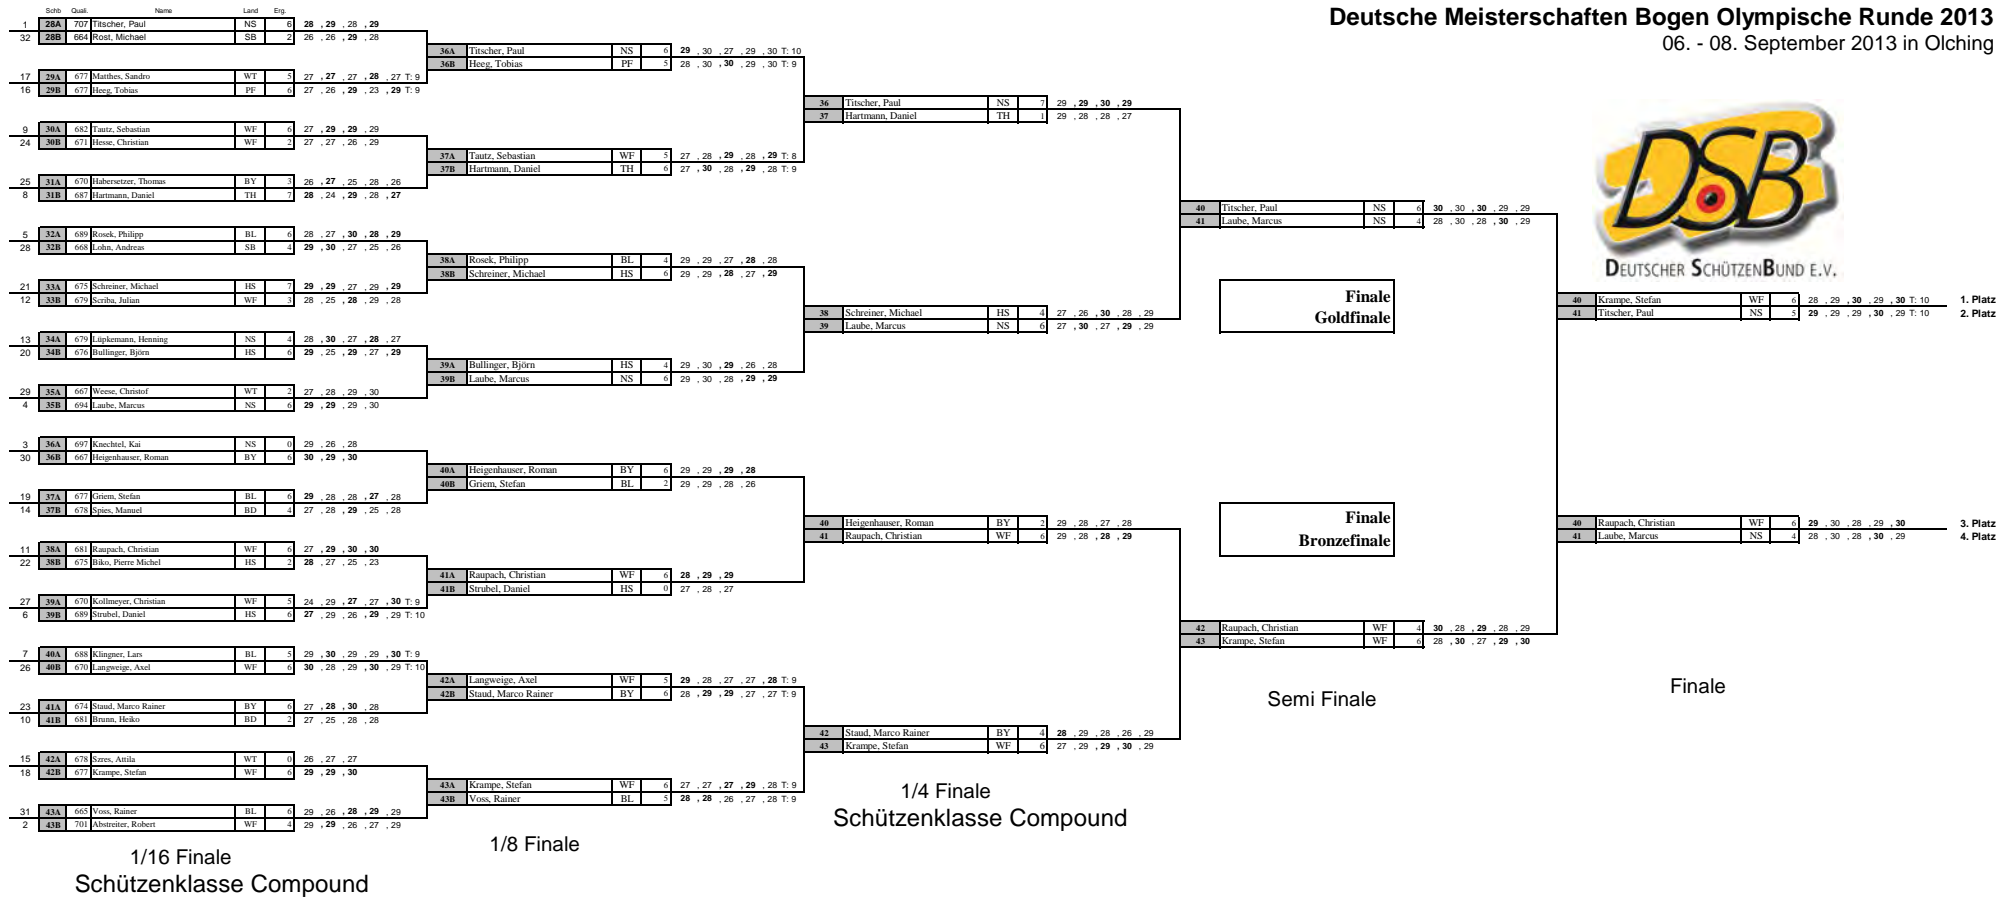 Deutsche Meisterschaften Bogen Olympische Runde 2013
06. - 08. September 2013 in Olching
DSB
DEUTSCHER SCHÜTZENBUND E.V.
Schb Quali. Name Land Erg.
1 28A 707 Titscher, Paul NS 6 28 , 29 , 28 , 29
32 28B 664 Rost, Michael SB 2 26 , 26 , 29 , 28
17 29A 677 Matthes, Sandro WT 5 27 , 27 , 27 , 28 , 27 T: 9
16 29B 677 Heeg, Tobias PF 6 27 , 26 , 29 , 23 , 29 T: 9
9 30A 682 Tautz, Sebastian WF 6 27 , 29 , 29 , 29
24 30B 671 Hesse, Christian WF 2 27 , 27 , 26 , 29
25 31A 670 Habersetzer, Thomas BY 3 26 , 27 , 25 , 28 , 26
8 31B 687 Hartmann, Daniel TH 7 28 , 24 , 29 , 28 , 27
5 32A 689 Rosek, Philipp BL 6 28 , 27 , 30 , 28 , 29
28 32B 668 Lohn, Andreas SB 4 29 , 30 , 27 , 25 , 26
21 33A 675 Schreiner, Michael HS 7 29 , 29 , 27 , 29 , 29
12 33B 679 Scriba, Julian WF 3 28 , 25 , 28 , 29 , 28
13 34A 679 Lüpkemann, Henning NS 4 28 , 30 , 27 , 28 , 27
20 34B 676 Bullinger, Björn HS 6 29 , 25 , 29 , 27 , 29
29 35A 667 Weese, Christof WT 2 27 , 28 , 29 , 30
4 35B 694 Laube, Marcus NS 6 29 , 29 , 29 , 30
3 36A 697 Knechtel, Kai NS 0 29 , 26 , 28
30 36B 667 Heigenhauser, Roman BY 6 30 , 29 , 30
19 37A 677 Griem, Stefan BL 6 29 , 28 , 28 , 27 , 28
14 37B 678 Spies, Manuel BD 4 27 , 28 , 29 , 25 , 28
11 38A 681 Raupach, Christian WF 6 27 , 29 , 30 , 30
22 38B 675 Biko, Pierre Michel HS 2 28 , 27 , 25 , 23
27 39A 670 Kollmeyer, Christian WF 5 24 , 29 , 27 , 27 , 30 T: 9
6 39B 689 Strubel, Daniel HS 6 27 , 29 , 26 , 29 , 29 T: 10
7 40A 688 Klingner, Lars BL 5 29 , 30 , 29 , 29 , 30 T: 9
26 40B 670 Langweige, Axel WF 6 30 , 28 , 29 , 30 , 29 T: 10
23 41A 674 Staud, Marco Rainer BY 6 27 , 28 , 30 , 28
10 41B 681 Brunn, Heiko BD 2 27 , 25 , 28 , 28
15 42A 678 Szres, Attila WT 0 26 , 27 , 27
18 42B 677 Krampe, Stefan WF 6 29 , 29 , 30
31 43A 665 Voss, Rainer BL 6 29 , 26 , 28 , 29 , 29
2 43B 701 Abstreiter, Robert WF 4 29 , 29 , 26 , 27 , 29
1/16 Finale
Schützenklasse Compound
36A Titscher, Paul NS 6 29 , 30 , 27 , 29 , 30 T: 10
36B Heeg, Tobias PF 5 28 , 30 , 30 , 29 , 30 T: 9
37A Tautz, Sebastian WF 5 27 , 28 , 29 , 28 , 29 T: 8
37B Hartmann, Daniel TH 6 27 , 30 , 28 , 29 , 28 T: 9
38A Rosek, Philipp BL 4 29 , 29 , 27 , 28 , 28
38B Schreiner, Michael HS 6 29 , 29 , 28 , 27 , 29
39A Bullinger, Björn HS 4 29 , 30 , 29 , 26 , 28
39B Laube, Marcus NS 6 29 , 30 , 28 , 29 , 29
40A Heigenhauser, Roman BY 6 29 , 29 , 29 , 28
40B Griem, Stefan BL 2 29 , 29 , 28 , 26
41A Raupach, Christian WF 6 28 , 29 , 29
41B Strubel, Daniel HS 0 27 , 28 , 27
42A Langweige, Axel WF 5 29 , 28 , 27 , 27 , 28 T: 9
42B Staud, Marco Rainer BY 6 28 , 29 , 29 , 27 , 27 T: 9
43A Krampe, Stefan WF 6 27 , 27 , 27 , 29 , 28 T: 9
43B Voss, Rainer BL 5 28 , 28 , 26 , 27 , 28 T: 9
1/8 Finale
36 Titscher, Paul NS 7 29 , 29 , 30 , 29
37 Hartmann, Daniel TH 1 29 , 28 , 28 , 27
38 Schreiner, Michael HS 4 27 , 26 , 30 , 28 , 29
39 Laube, Marcus NS 6 27 , 30 , 27 , 29 , 29
40 Heigenhauser, Roman BY 2 29 , 28 , 27 , 28
41 Raupach, Christian WF 6 29 , 28 , 28 , 29
42 Staud, Marco Rainer BY 4 28 , 29 , 28 , 26 , 29
43 Krampe, Stefan WF 6 27 , 29 , 29 , 30 , 29
1/4 Finale
Schützenklasse Compound
40 Titscher, Paul NS 6 30 , 30 , 30 , 29 , 29
41 Laube, Marcus NS 4 28 , 30 , 28 , 30 , 29
Finale
Goldfinale
Finale
Bronzefinale
42 Raupach, Christian WF 4 30 , 28 , 29 , 28 , 29
43 Krampe, Stefan WF 6 28 , 30 , 27 , 29 , 30
Semi Finale
40 Krampe, Stefan WF 6 28 , 29 , 30 , 29 , 30 T: 10 1. Platz
41 Titscher, Paul NS 5 29 , 29 , 29 , 30 , 29 T: 10 2. Platz
40 Raupach, Christian WF 6 29 , 30 , 28 , 29 , 30 3. Platz
41 Laube, Marcus NS 4 28 , 30 , 28 , 30 , 29 4. Platz
Finale